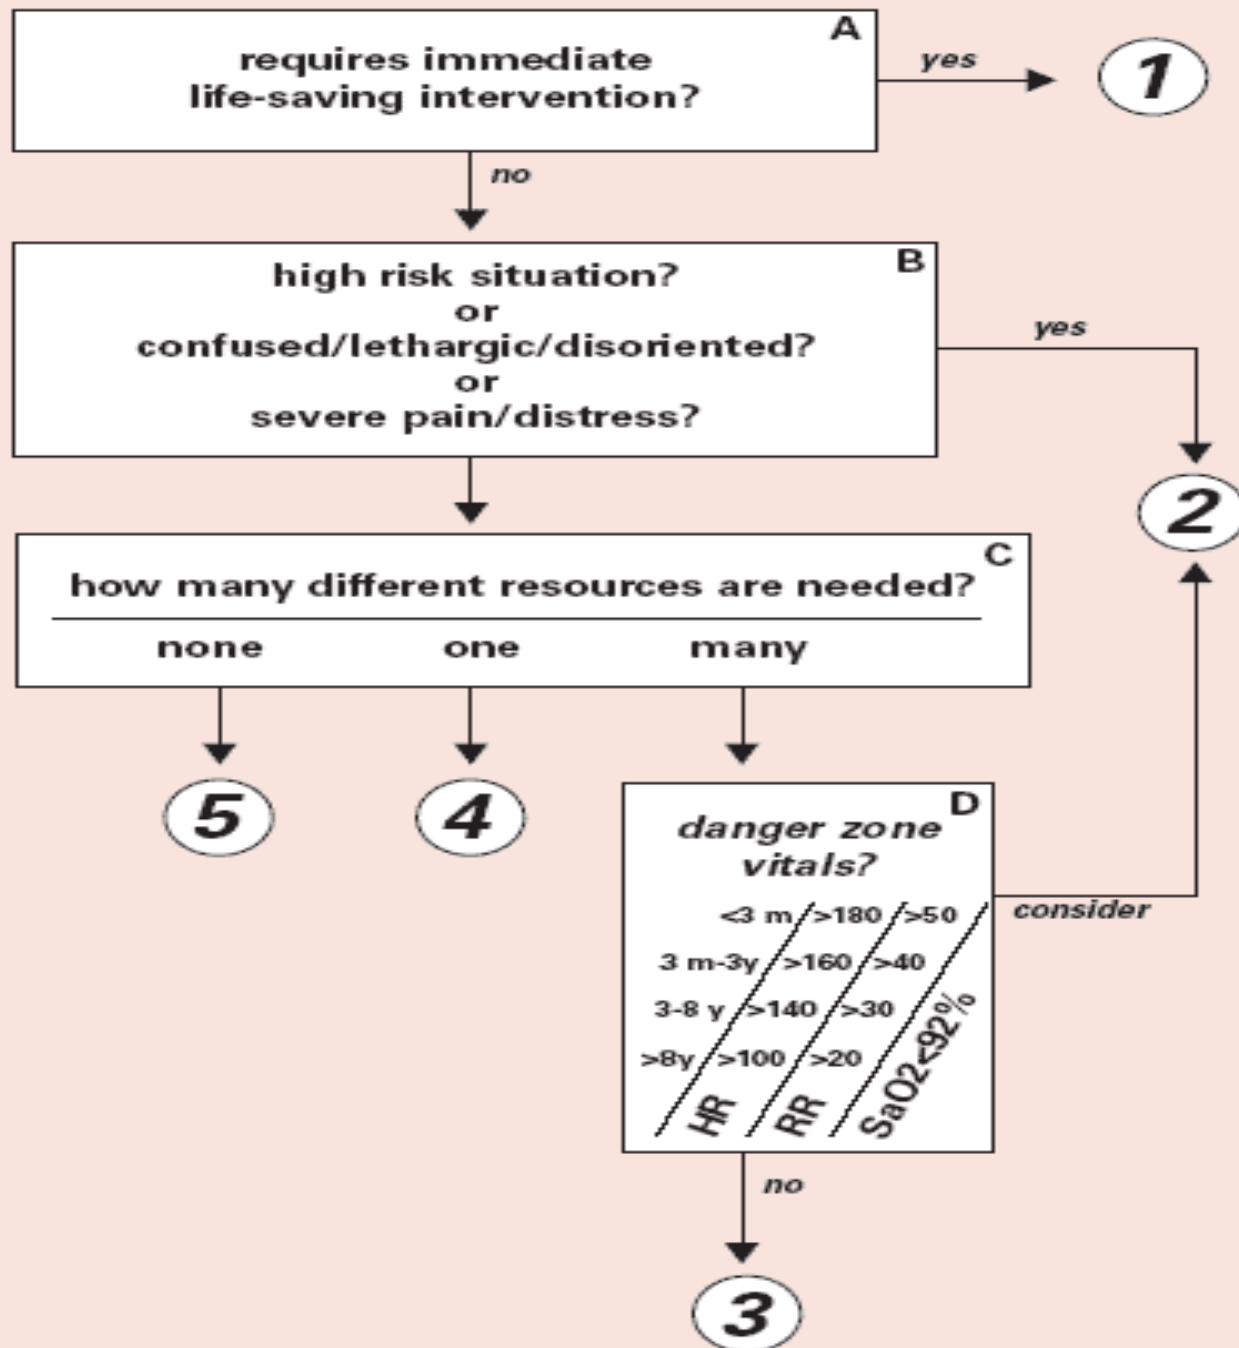 A
requires immediate
life-saving intervention?
yes
1
no
B
high risk situation?
or
confused/lethargic/disoriented?
or
severe pain/distress?
yes
2
C
how many different resources are needed?
none one many
5
4
D
danger zone
vitals?
<3 m >180 >50
3 m-3y >160 >40
3-8 y >140 >30
>8y >100 >20
HR RR SaO2<92%
consider
no
3